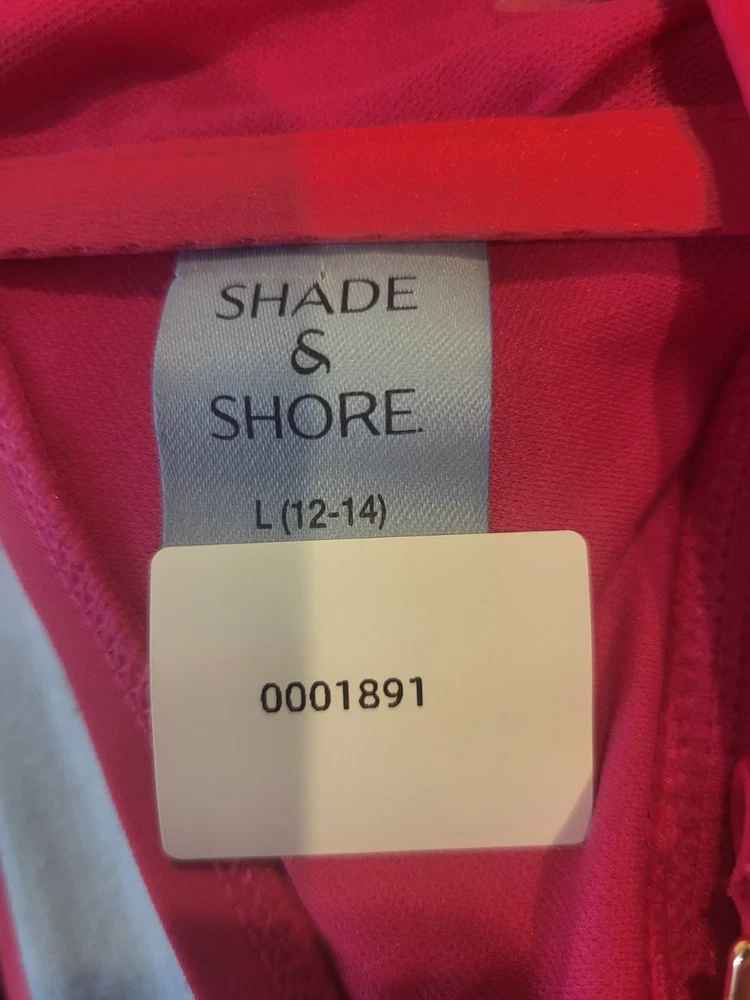 SHADE
&
SHORE.
L (12-14)
0001891